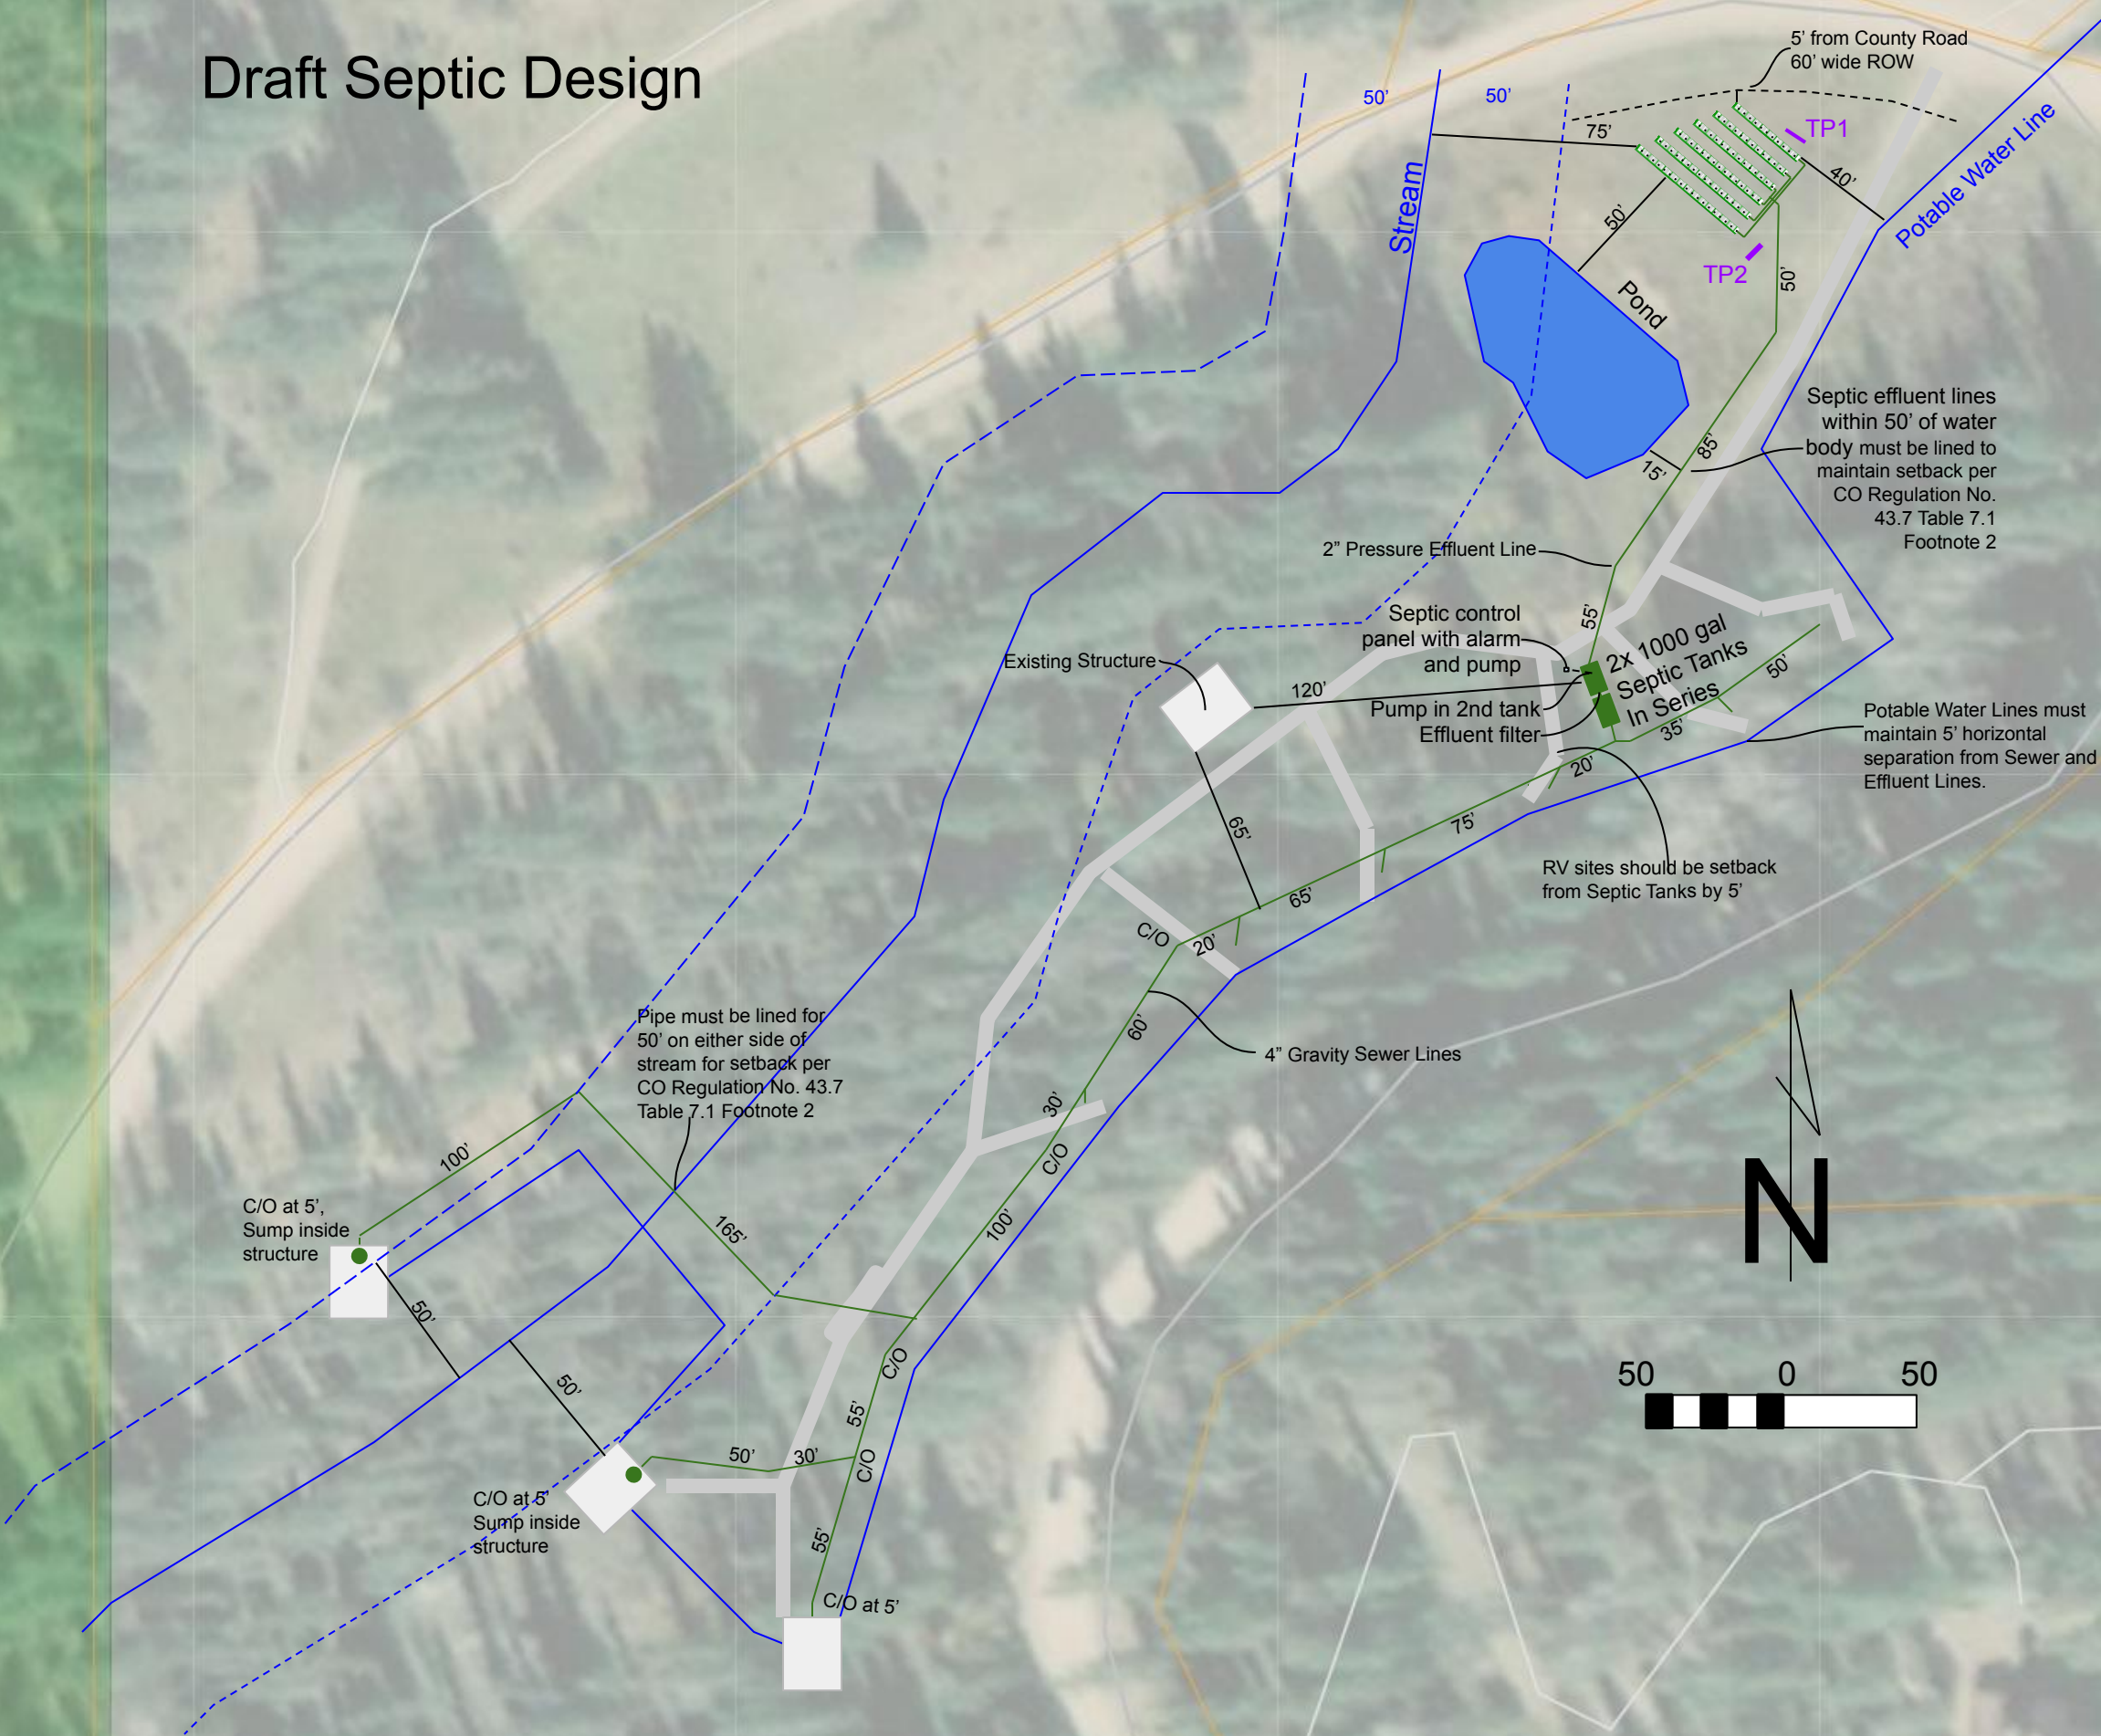 Draft Septic Design
5’ from County Road
60’ wide ROW
50’
50’
75’
TP1
40’
Potable Water Line
Stream
50’
TP2
50’
Pond
Septic effluent lines
within 50’ of water
body must be lined to
maintain setback per
CO Regulation No.
43.7 Table 7.1
Footnote 2
85’
15’
2” Pressure Effluent Line
55’
Septic control
panel with alarm
and pump
2x 1000 gal
Septic Tanks
In Series
Existing Structure
120’
50’
Pump in 2nd tank
Effluent filter
35’
Potable Water Lines must
maintain 5’ horizontal
separation from Sewer and
Effluent Lines.
20’
65’
75’
RV sites should be setback
from Septic Tanks by 5’
65’
C/O
20’
Pipe must be lined for
50’ on either side of
stream for setback per
CO Regulation No. 43.7
Table 7.1 Footnote 2
60’
4” Gravity Sewer Lines
30’
C/O
100’
C/O at 5’,
Sump inside
structure
165’
100’
N
50’
50’
C/O
50 0 50
55’
50’
30’
C/O
C/O at 5’
Sump inside
structure
55’
C/O at 5’